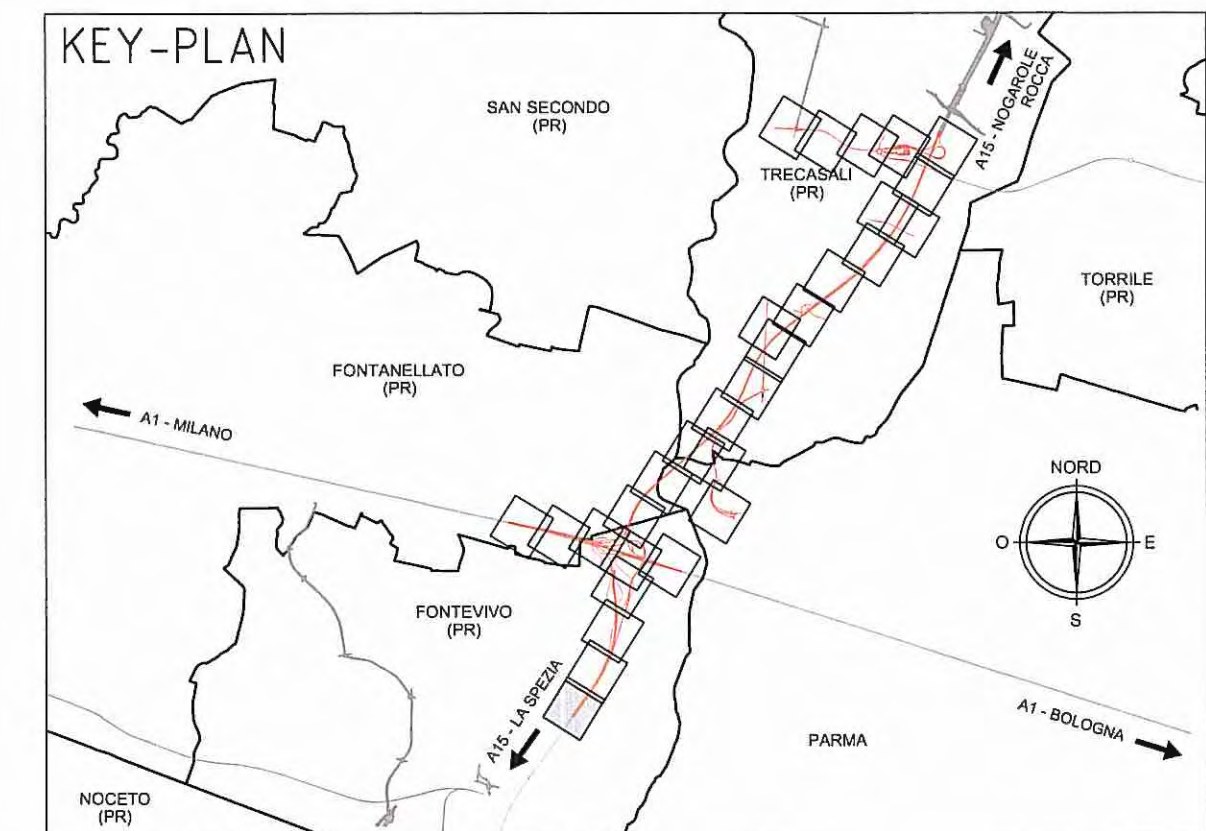 KEY-PLAN
SAN SECONDO
(PR)
A15 - NOGAROLE
ROCCA
TRECASALI
(PR)
TORRILE
(PR)
FONTANELLATO
(PR)
A1 - MILANO
NORD
O
E
S
FONTEVIVO
(PR)
A15 - LA SPEZIA
A1 - BOLOGNA
PARMA
NOCETO
(PR)